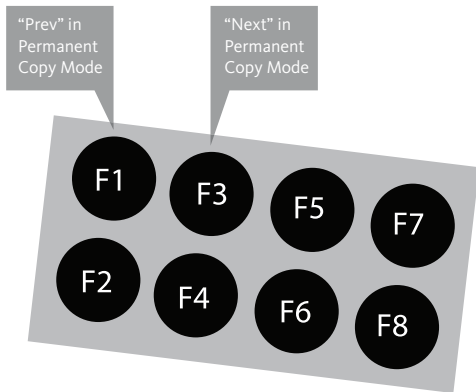 “Prev” in
Permanent
Copy Mode
“Next” in
Permanent
Copy Mode
F1 F3 F5 F7
F2 F4 F6 F8